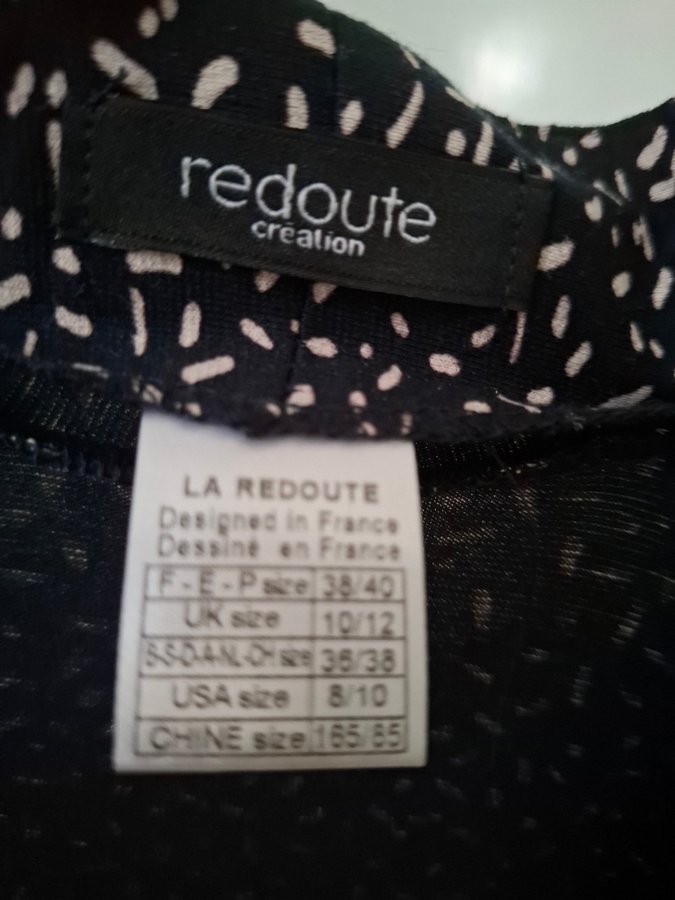 redoute
création
LA REDOUTE
Designed in France
Dessiné en France
F - E - P size 38/40
UK size 10/12
S-S-D-A-NL-CH size 36/38
USA size 8/10
CHINE size 165/85